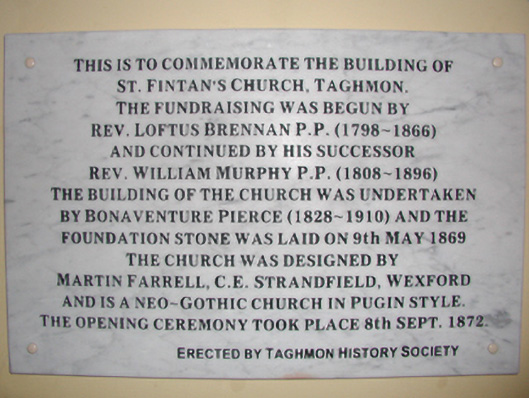 THIS IS TO COMMEMORATE THE BUILDING OF
ST. FINTAN'S CHURCH, TAGHMON.
THE FUNDRAISING WAS BEGUN BY
REV. LOFTUS BRENNAN P.P. (1798~1866)
AND CONTINUED BY HIS SUCCESSOR
REV. WILLIAM MURPHY P.P. (1808~1896)
THE BUILDING OF THE CHURCH WAS UNDERTAKEN
BY BONAVENTURE PIERCE (1828~1910) AND THE
FOUNDATION STONE WAS LAID ON 9th MAY 1869
THE CHURCH WAS DESIGNED BY
MARTIN FARRELL, C.E. STRANDFIELD, WEXFORD
AND IS A NEO~GOTHIC CHURCH IN PUGIN STYLE.
THE OPENING CEREMONY TOOK PLACE 8th SEPT. 1872.
ERECTED BY TAGHMON HISTORY SOCIETY